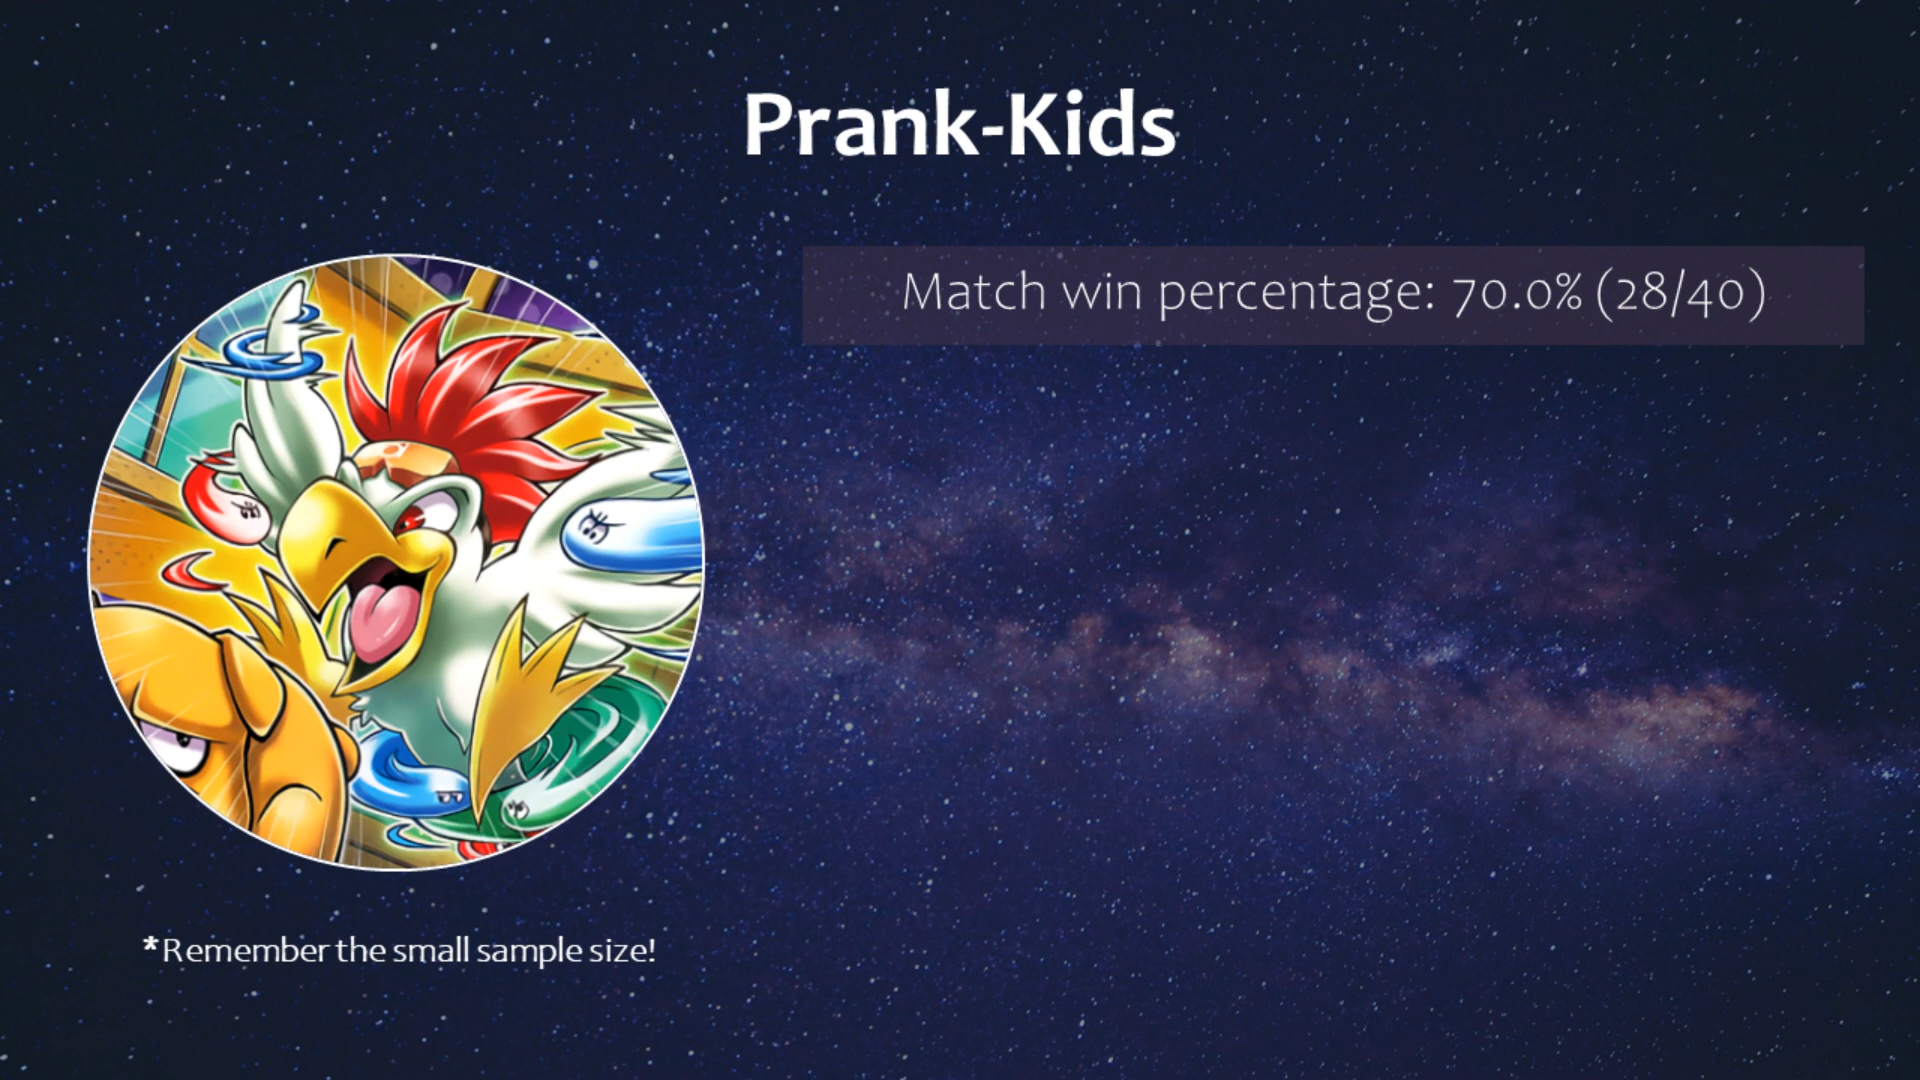 Prank-Kids
Match win percentage: 70.0% (28/40)
*Remember the small sample size!